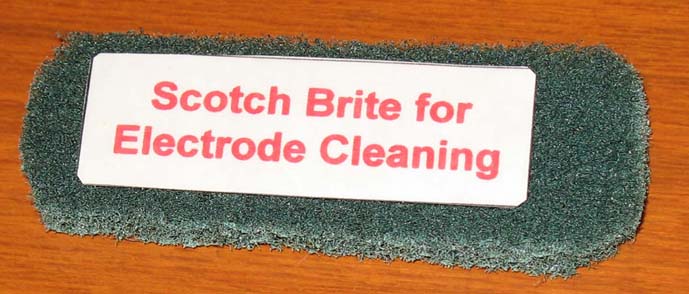 Scotch Brite for
Electrode Cleaning